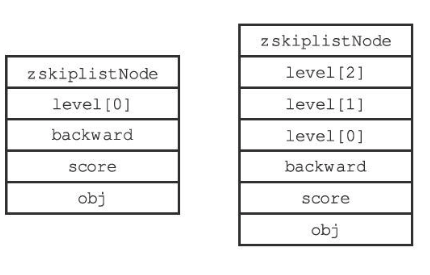 zskiplistNode
level[0]
backward
score
obj
zskiplistNode
level[2]
level[1]
level[0]
backward
score
obj